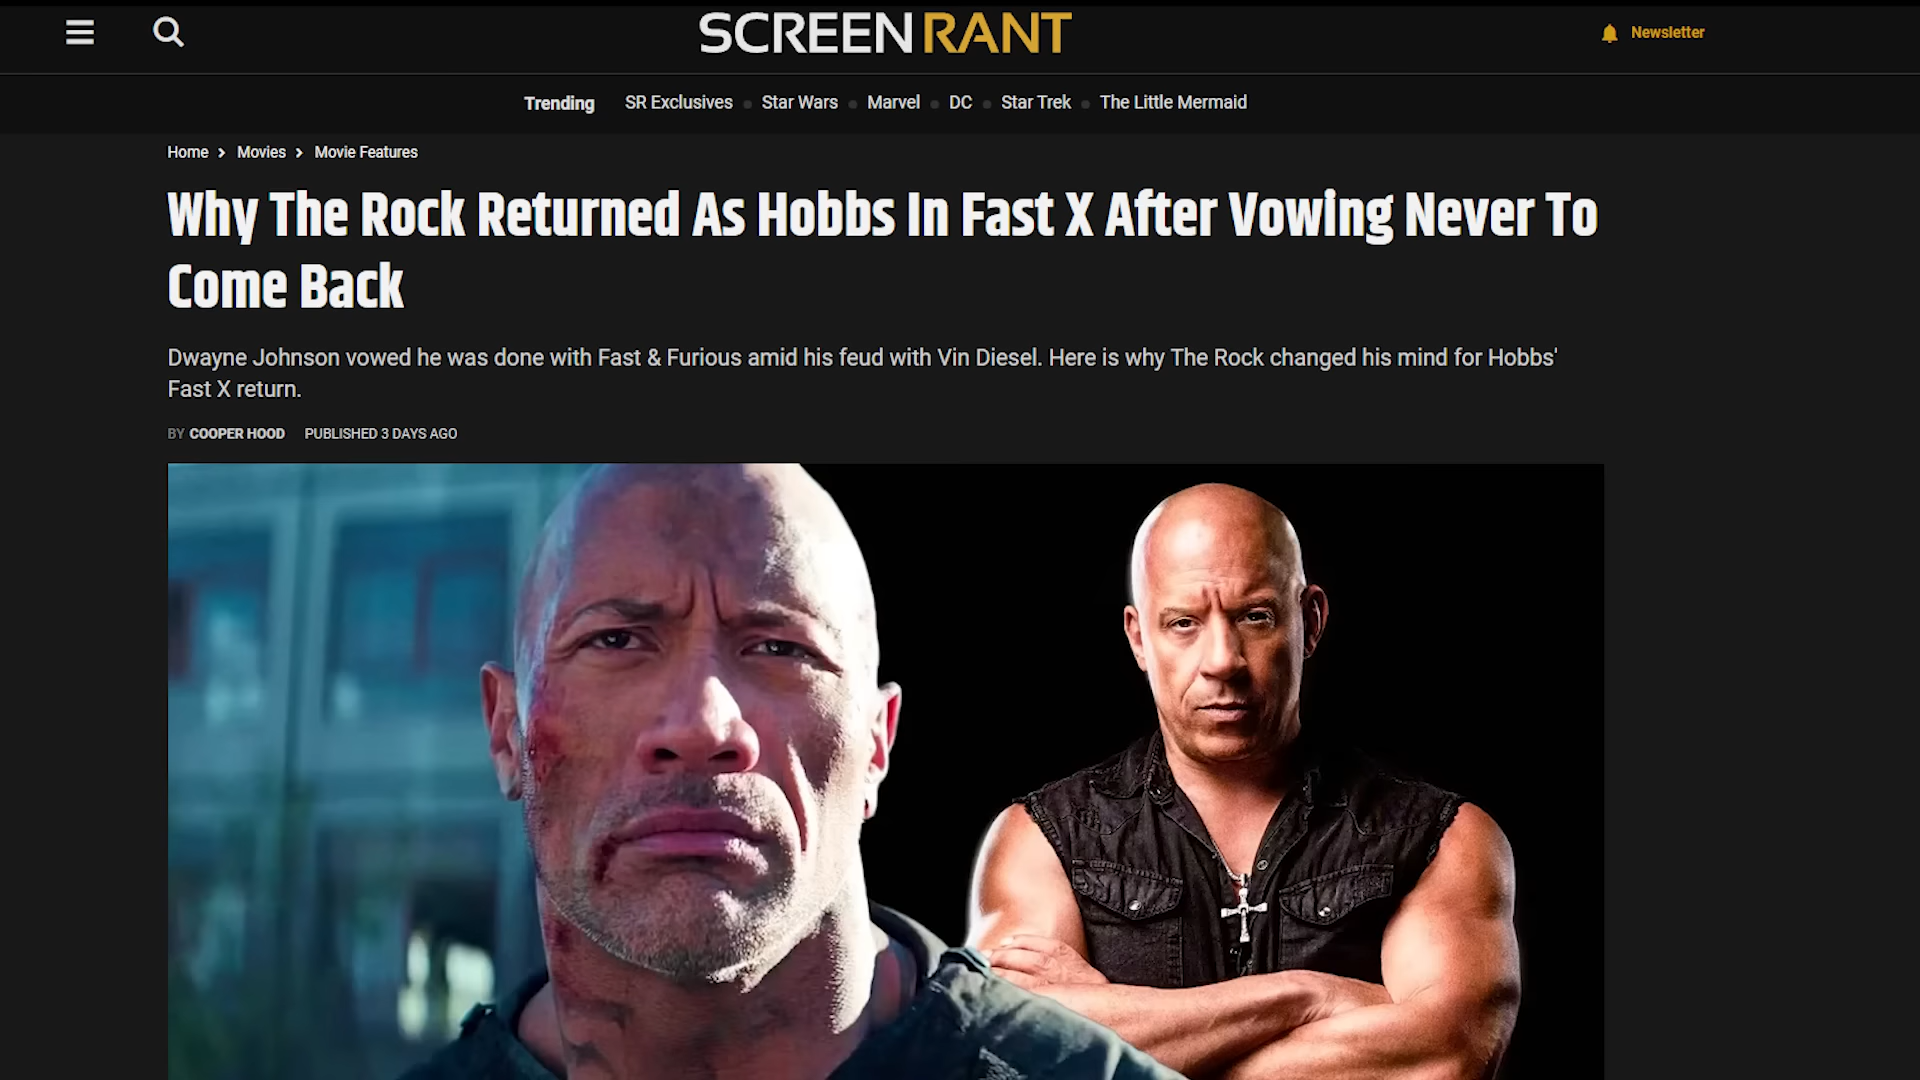 SCREENRANT
Newsletter
Trending SR Exclusives Star Wars Marvel DC Star Trek The Little Mermaid
Home > Movies > Movie Features
Why The Rock Returned As Hobbs In Fast X After Vowing Never To
Come Back
Dwayne Johnson vowed he was done with Fast & Furious amid his feud with Vin Diesel. Here is why The Rock changed his mind for Hobbs'
Fast X return.
BY COOPER HOOD PUBLISHED 3 DAYS AGO